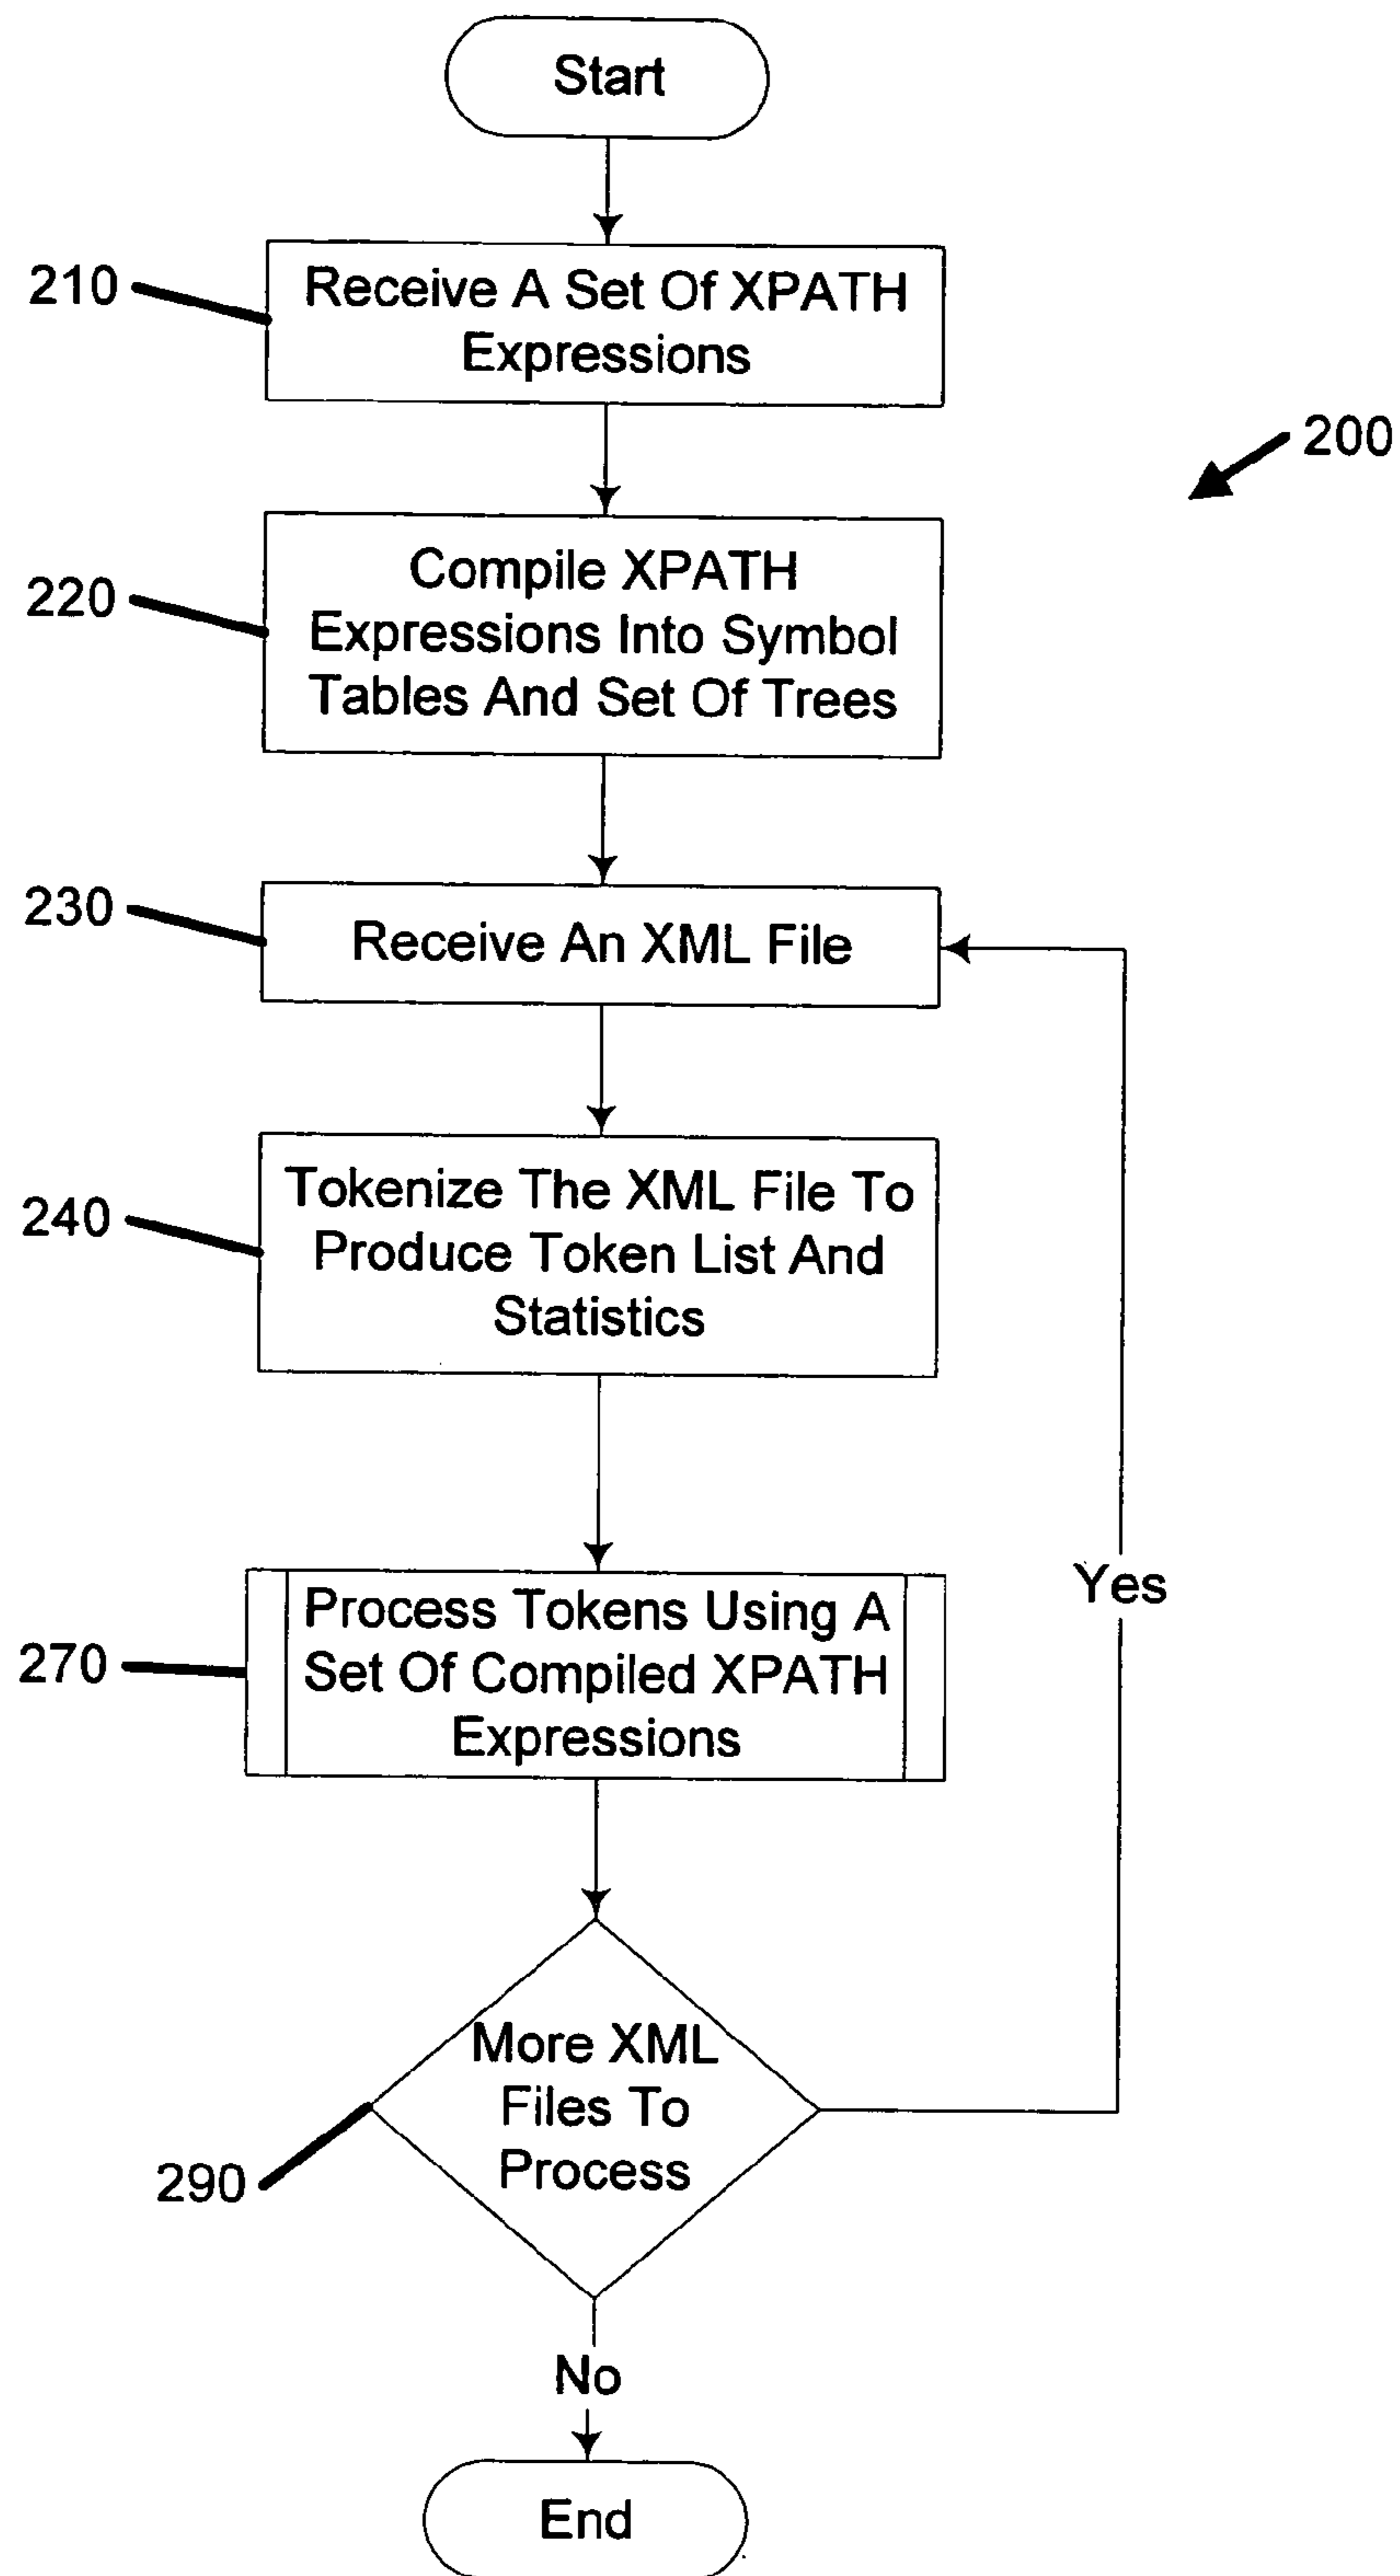 Start
210
Receive A Set Of XPATH
Expressions
200
220
Compile XPATH
Expressions Into Symbol
Tables And Set Of Trees
230
Receive An XML File
240
Tokenize The XML File To
Produce Token List And
Statistics
270
Process Tokens Using A
Set Of Compiled XPATH
Expressions
Yes
290
More XML
Files To
Process
No
End